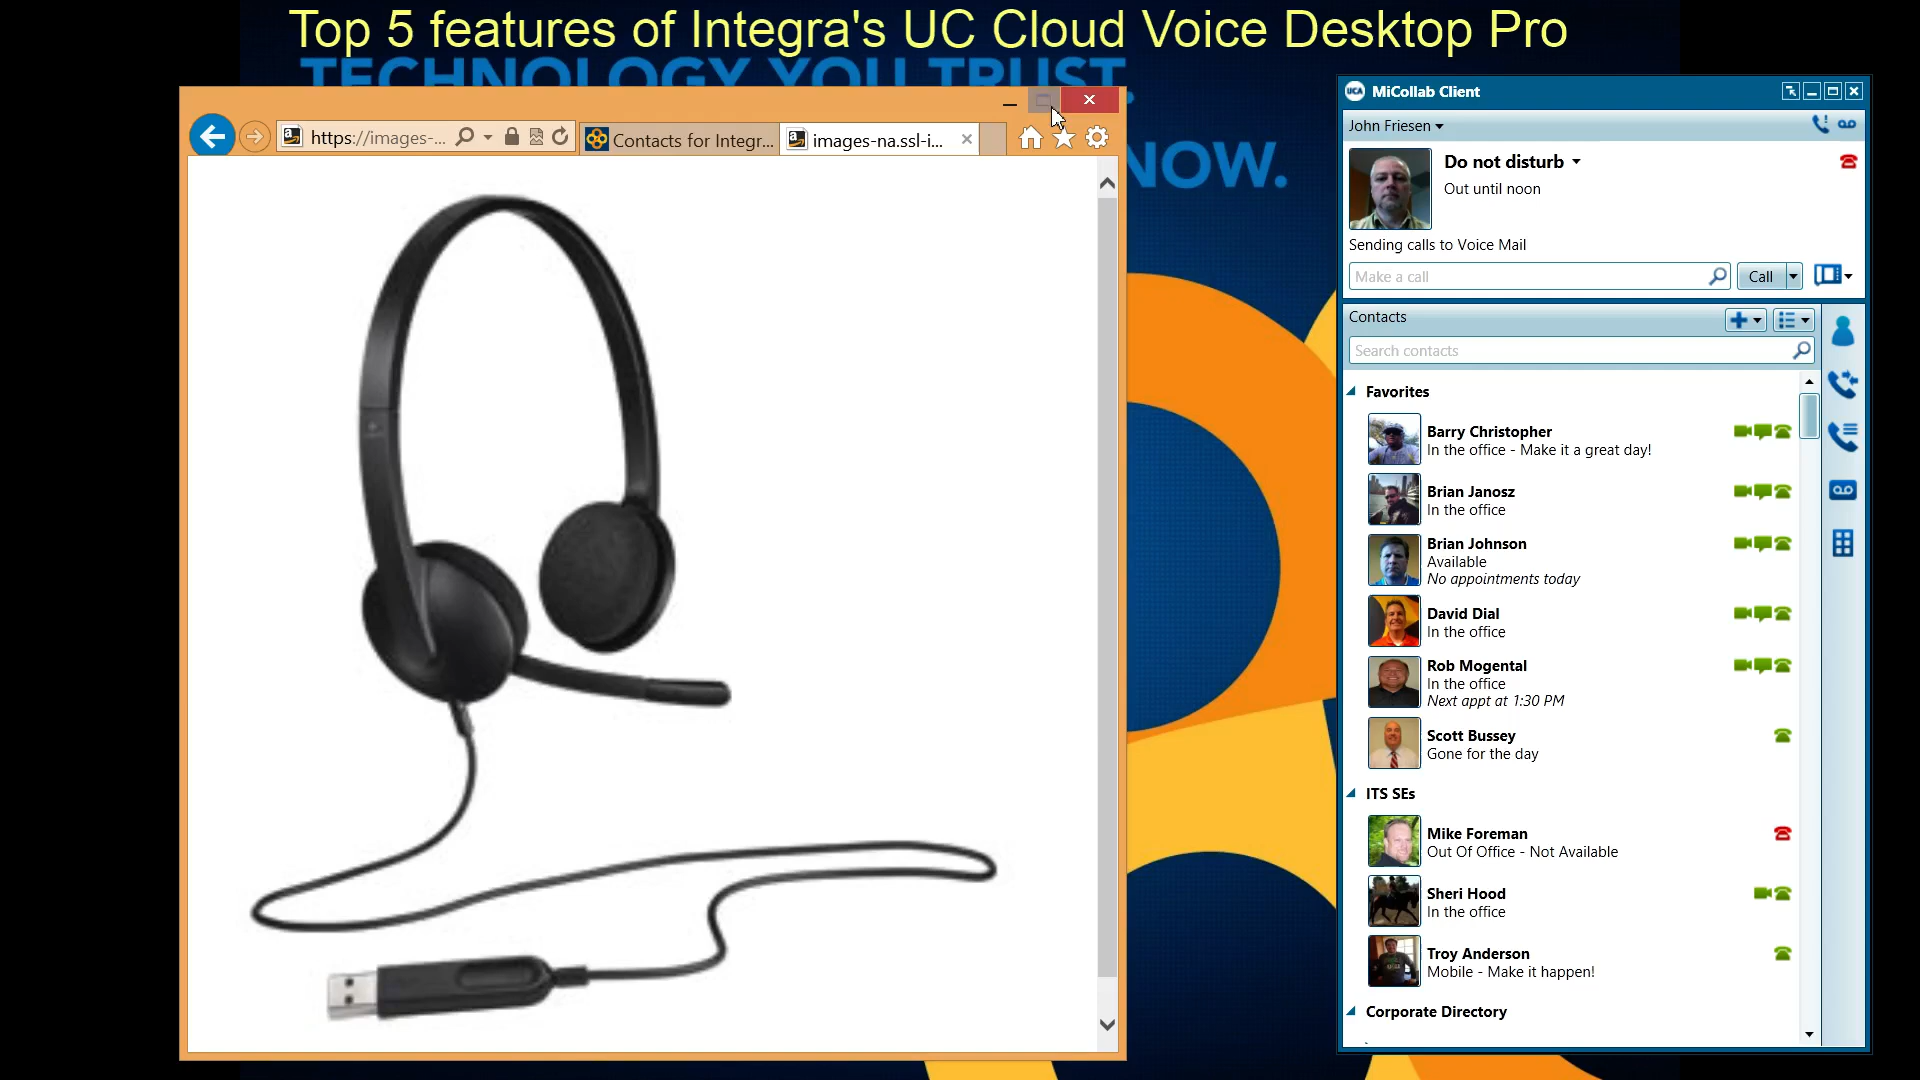 Top 5 features of Integra's UC Cloud Voice Desktop Pro
TECHNOLOGY YOU TRUST.
NOW.
https://images-...
Contacts for Integr...
images-na.ssl-i...
UCA
MiCollab Client
John Friesen
Do not disturb
Out until noon
Sending calls to Voice Mail
Make a call
Call
Contacts
Search contacts
Favorites
Barry Christopher
In the office - Make it a great day!
Brian Janosz
In the office
Brian Johnson
Available
No appointments today
David Dial
In the office
Rob Mogental
In the office
Next appt at 1:30 PM
Scott Bussey
Gone for the day
ITS SEs
Mike Foreman
Out Of Office - Not Available
Sheri Hood
In the office
Troy Anderson
Mobile - Make it happen!
Corporate Directory